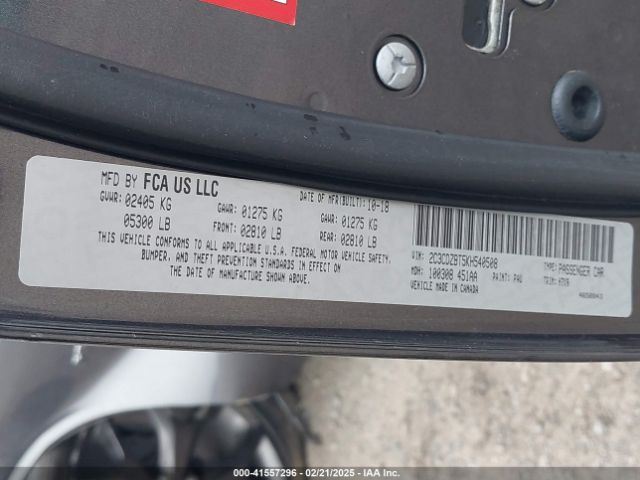 MFD BY FCA US LLC
DATE OF MFR(BUILT): 10-18
GVWR: 02405 KG
GAWR: 01275 KG
GAWR: 01275 KG
05300 LB
FRONT: 02810 LB
REAR: 02810 LB
THIS VEHICLE CONFORMS TO ALL APPLICABLE U.S.A. FEDERAL MOTOR VEHICLE SAFETY,
BUMPER, AND THEFT PREVENTION STANDARDS IN EFFECT ON
THE DATE OF MANUFACTURE SHOWN ABOVE.
VIN: 2C3CDZBT5KH540508
TYPE: PASSENGER CAR
MDH: 100308 451AA
PAINT: PAU
TRIM:
MADE IN CANADA
000-41557296 - 02/21/2025 - IAA Inc.